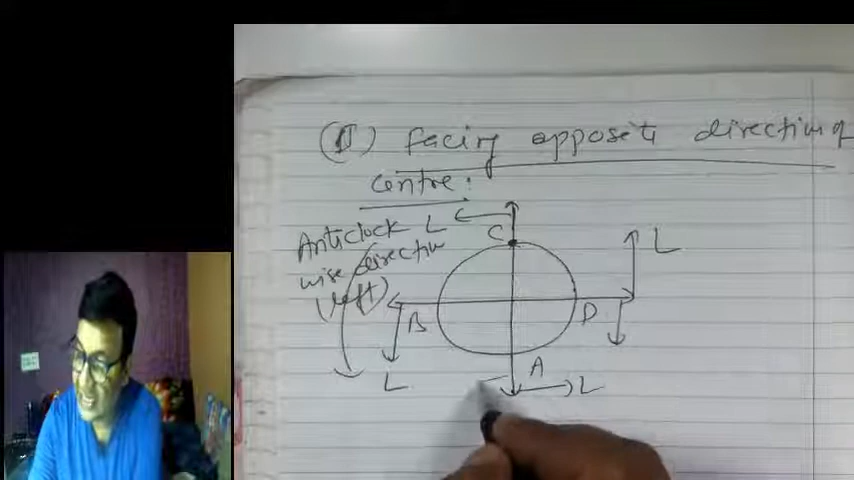 (II) facing opposite direction of
centre :
Anticlock L
wise direction
(left)
C
L
B
D
A
L
L